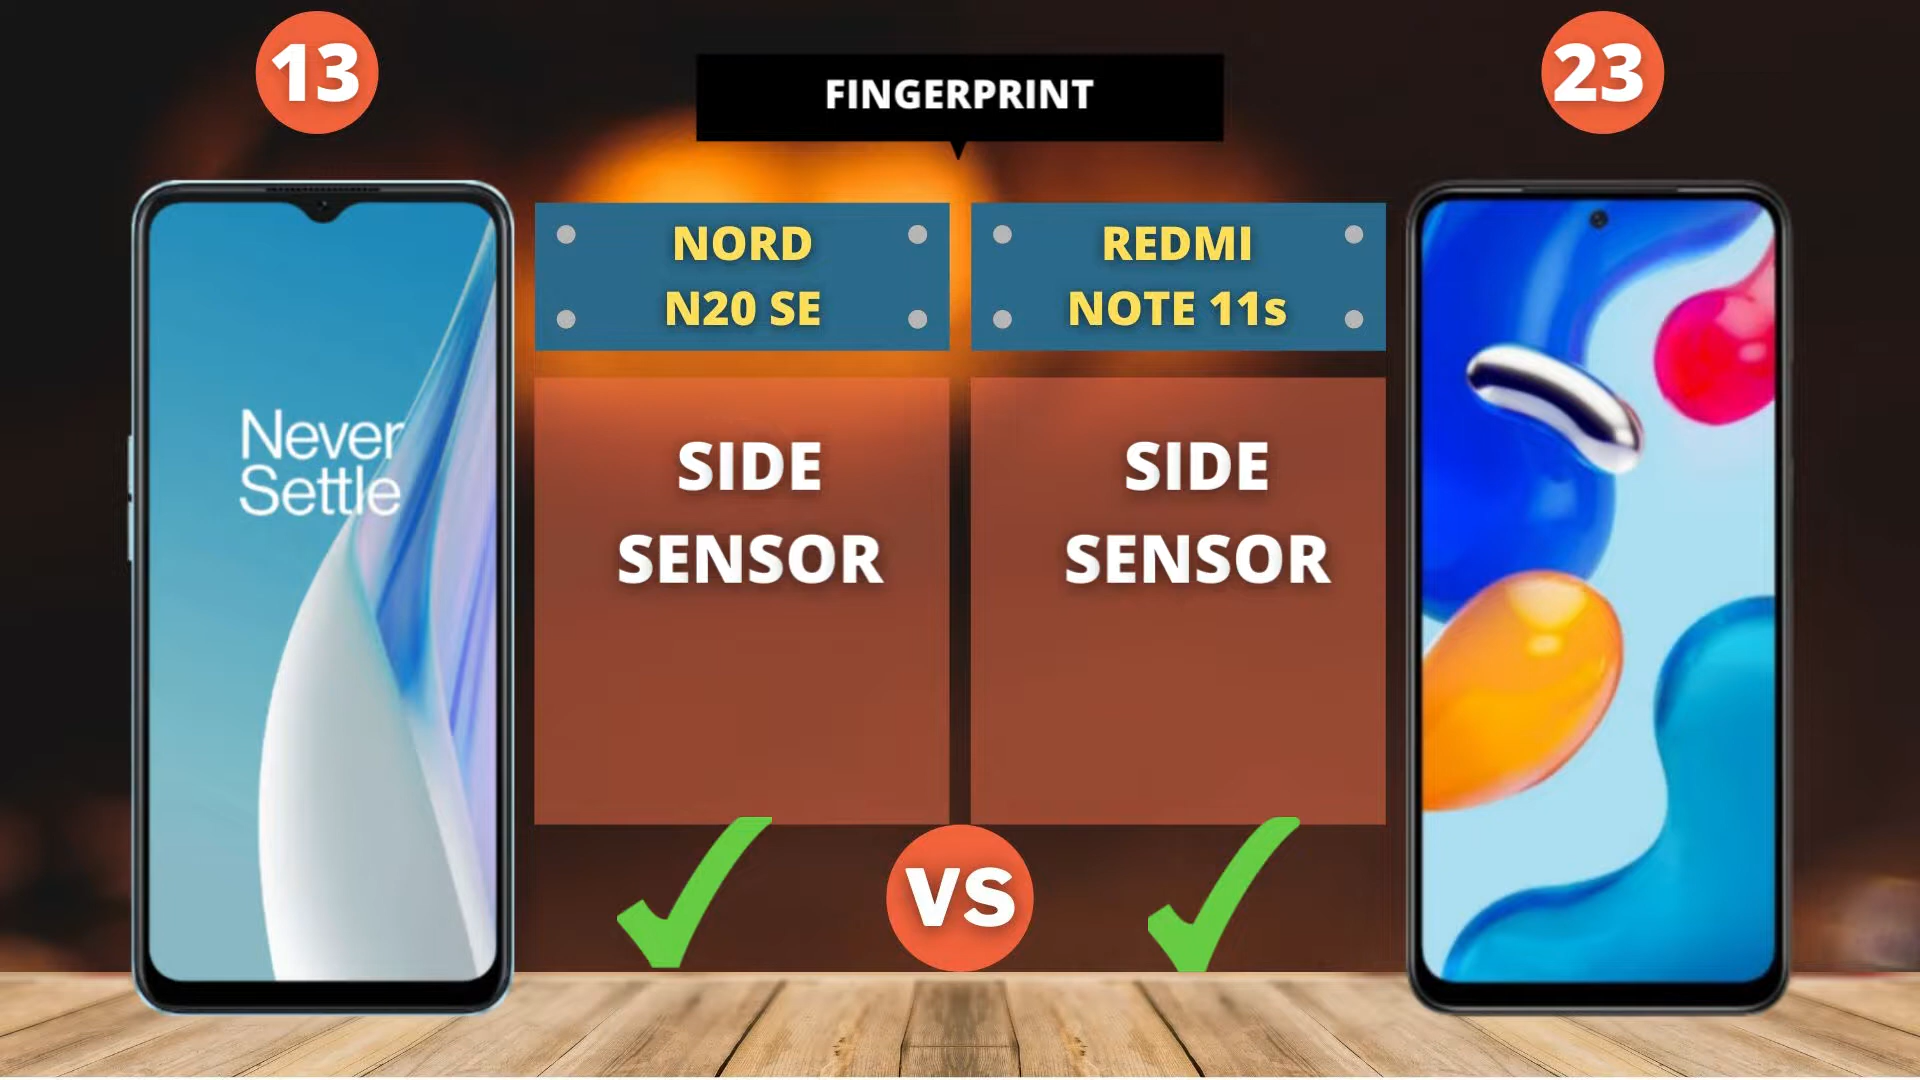 13
FINGERPRINT
23
NORD
N20 SE
REDMI
NOTE 11s
Never
Settle
SIDE
SENSOR
SIDE
SENSOR
VS